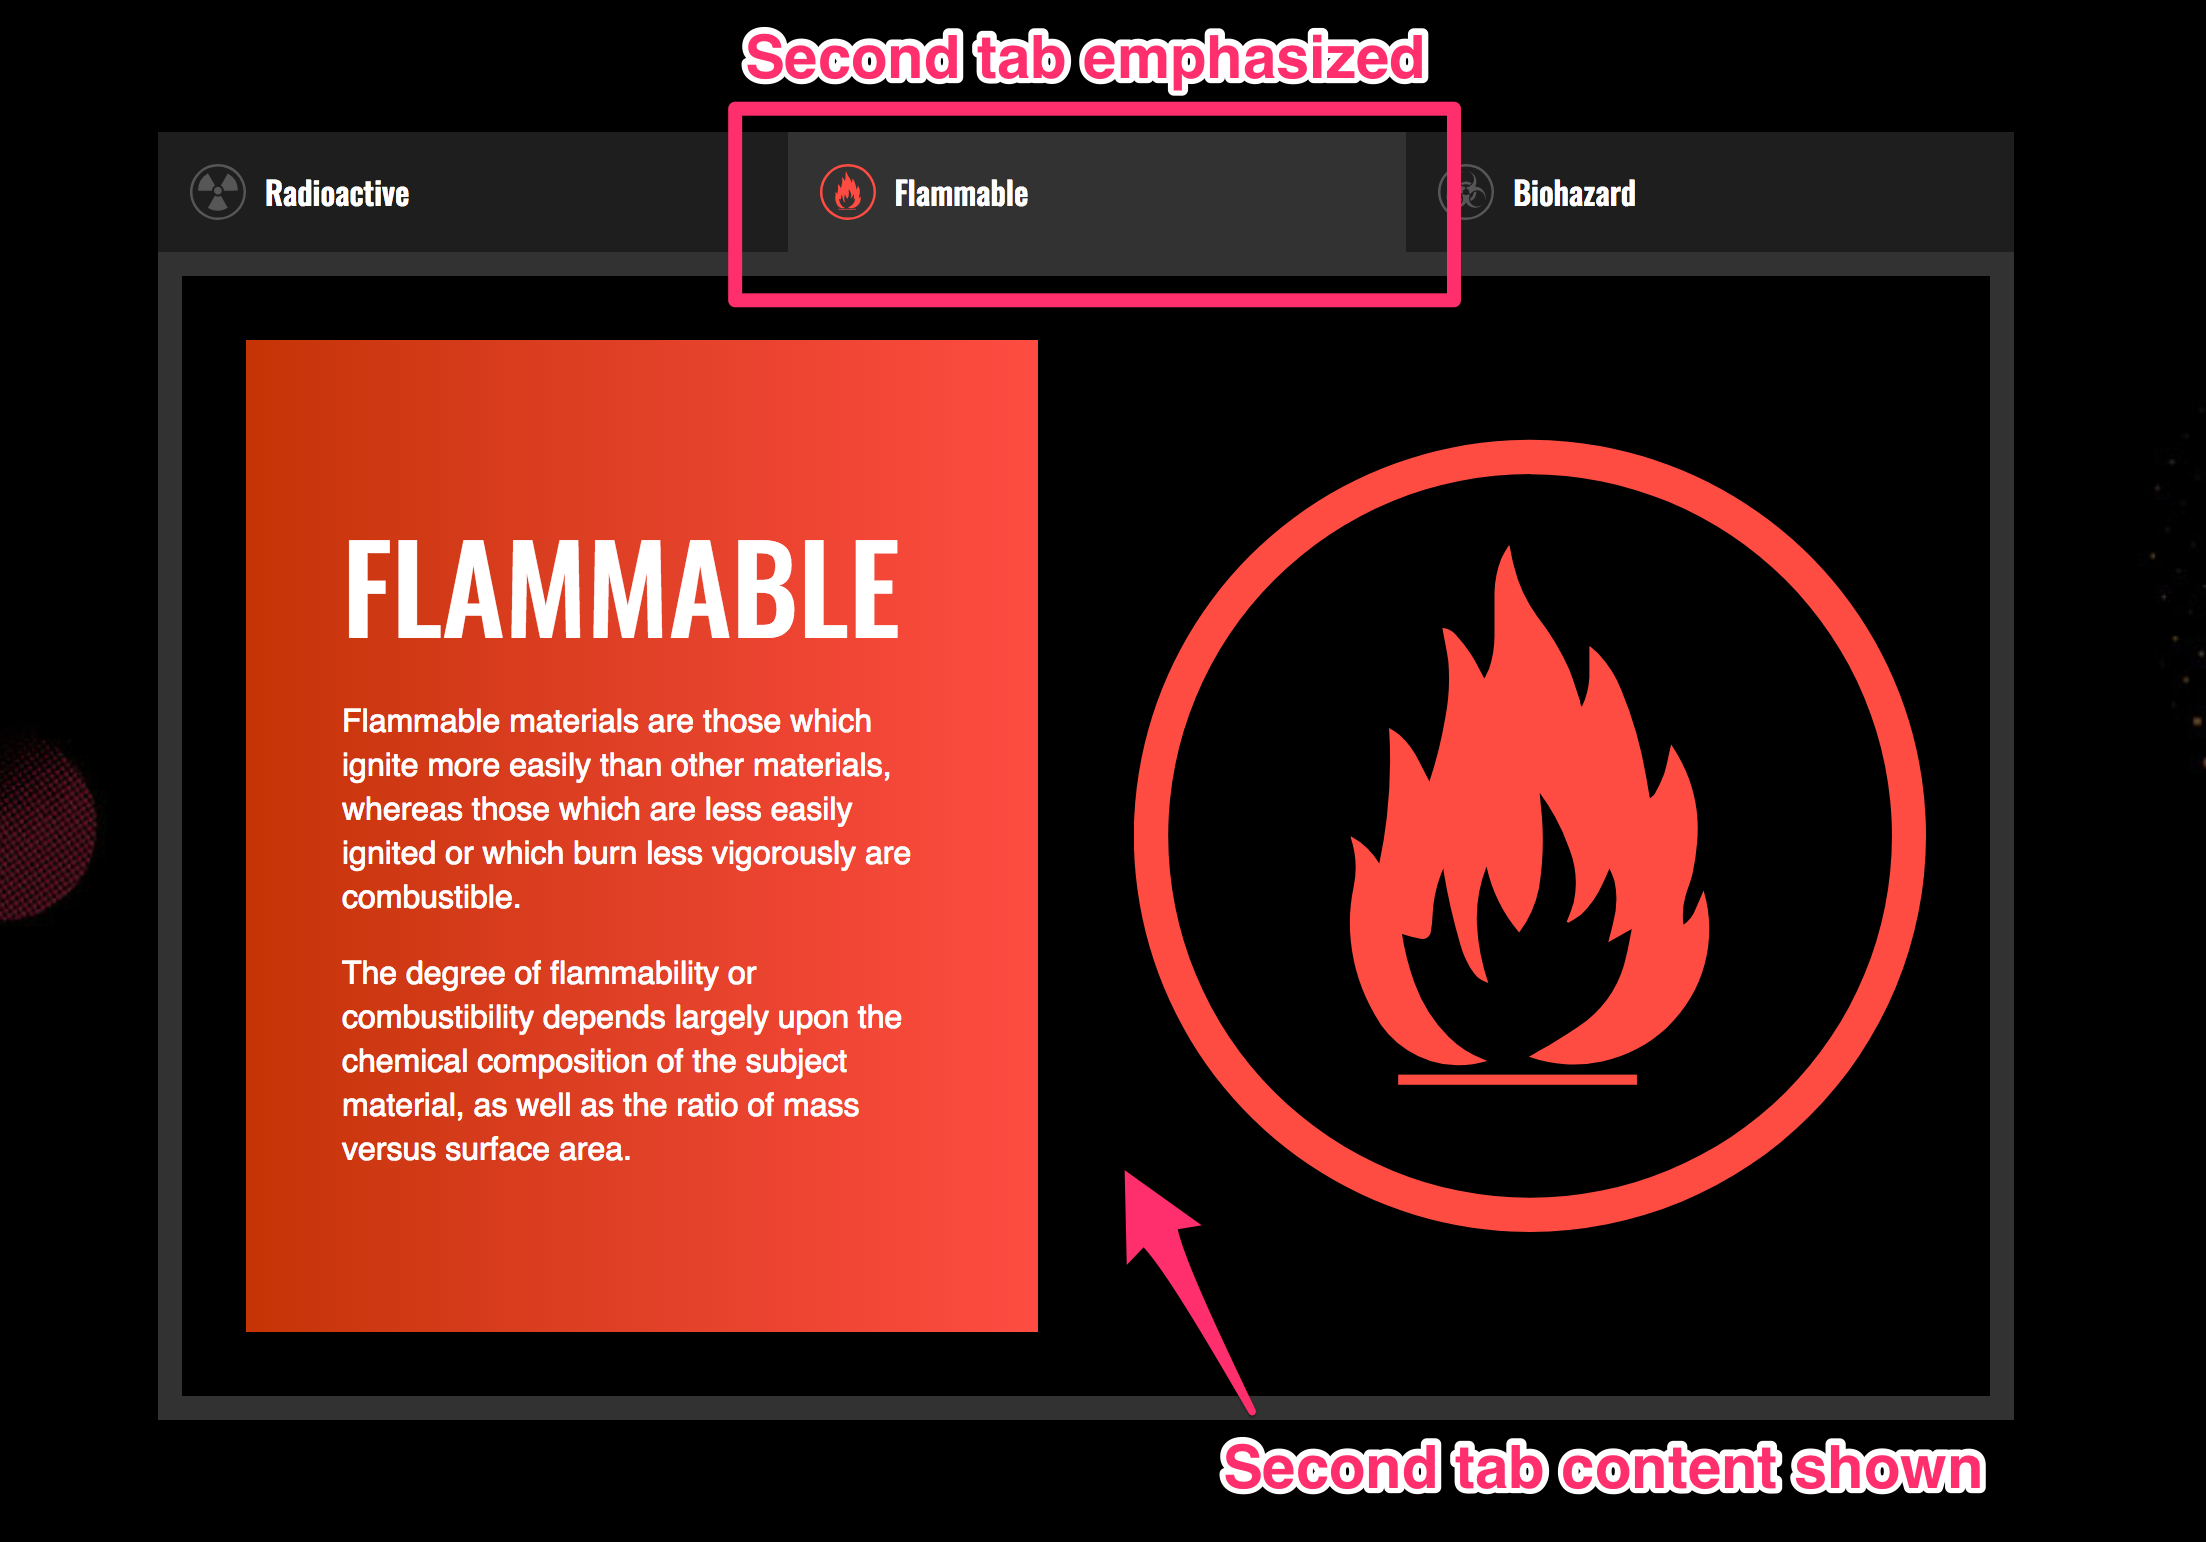 Second tab emphasized
Radioactive
Flammable
Biohazard
FLAMMABLE
Flammable materials are those which
ignite more easily than other materials,
whereas those which are less easily
ignited or which burn less vigorously are
combustible.
The degree of flammability or
combustibility depends largely upon the
chemical composition of the subject
material, as well as the ratio of mass
versus surface area.
Second tab content shown